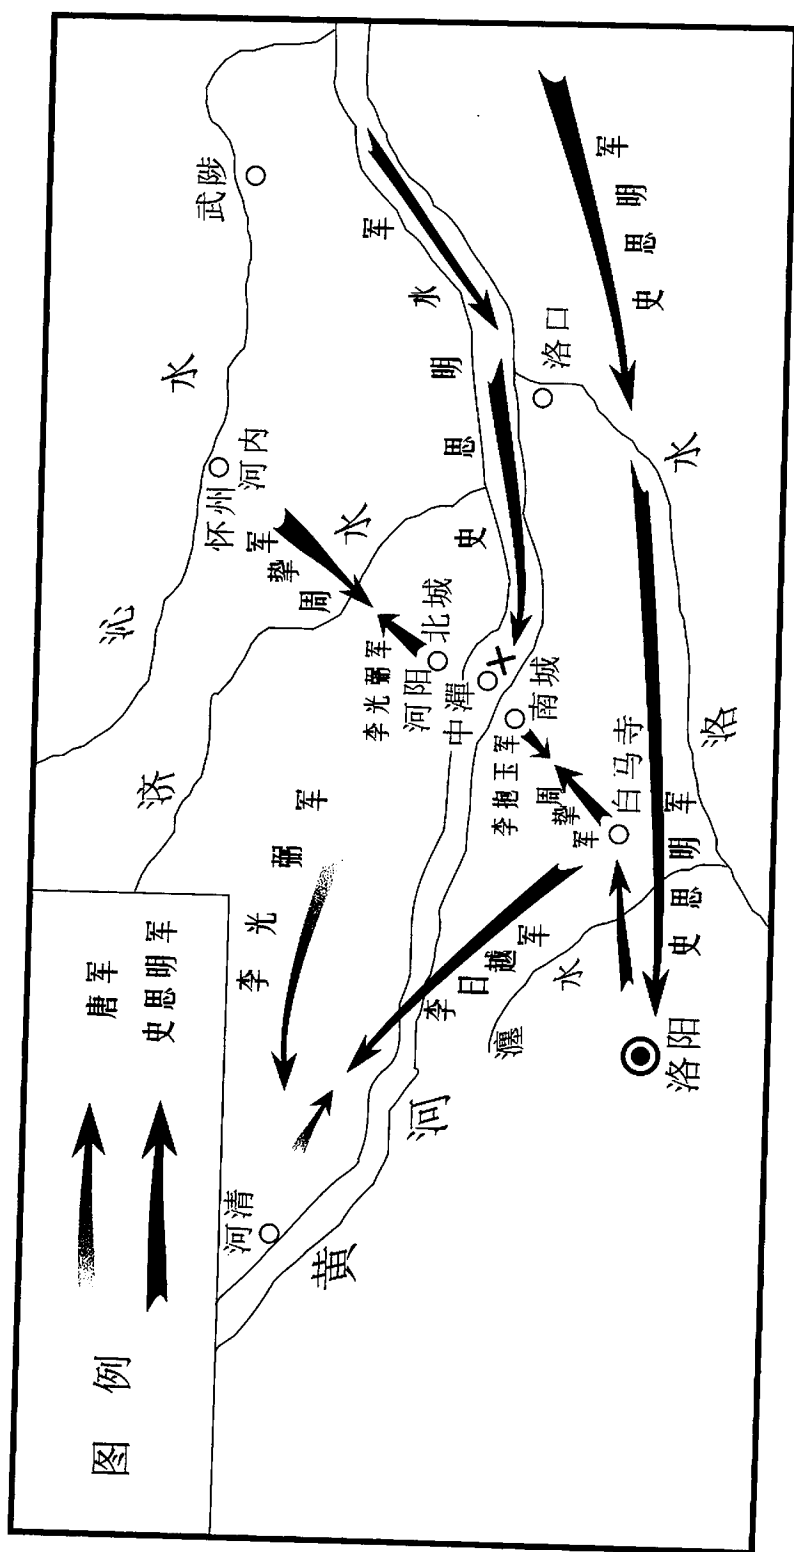 图例
唐军
史思明军
沁水
武陟
怀州
河内
济水
周挚军
李光弼军
李光弼军
河阳
北城
中潬
南城
史思明水军
河清
黄河
李日越军
李抱玉军
周挚军
白马寺
洛口
瀍水
洛阳
史思明军
史思明军
洛水